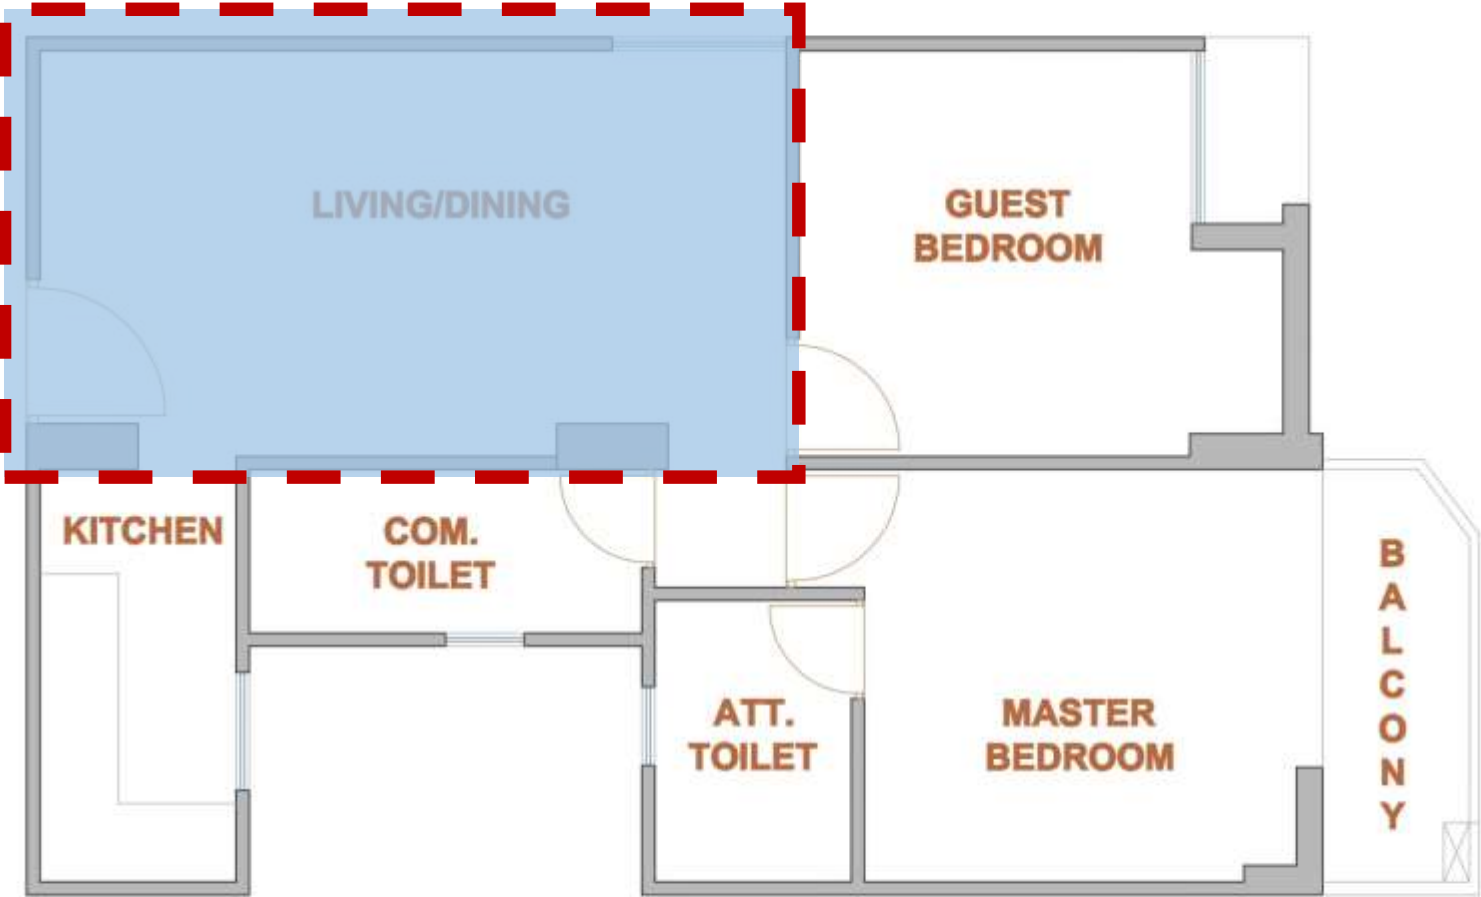 LIVING/DINING
GUEST
BEDROOM
KITCHEN
COM.
TOILET
ATT.
TOILET
MASTER
BEDROOM
BALCONY